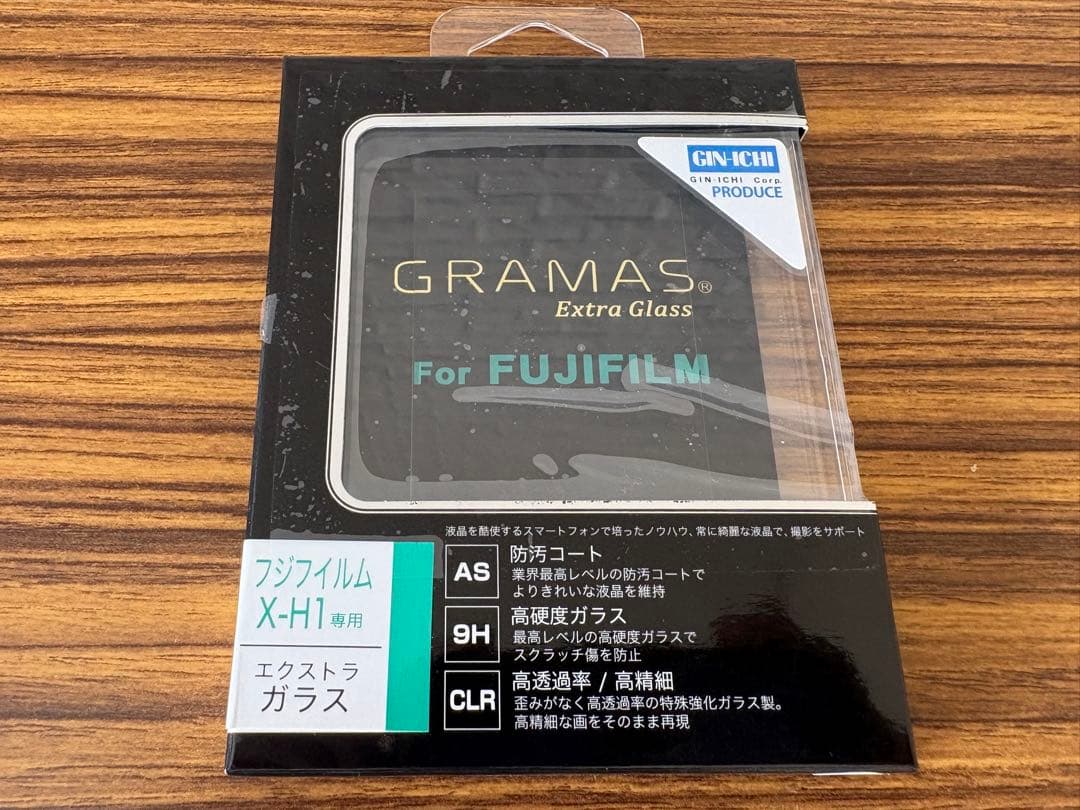 GIN-ICHI
GIN-ICHI Corp.
PRODUCE
GRAMAS®
Extra Glass
For FUJIFILM
液晶を酷使するスマートフォンで培ったノウハウ、常に綺麗な液晶で、撮影をサポート
フジフイルム
X-H1専用
エクストラ
ガラス
AS
防汚コート
業界最高レベルの防汚コートで
よりきれいな液晶を維持
9H
高硬度ガラス
最高レベルの高硬度ガラスで
スクラッチ傷を防止
CLR
高透過率 / 高精細
歪みがなく高透過率の特殊強化ガラス製。
高精細な画をそのまま再現